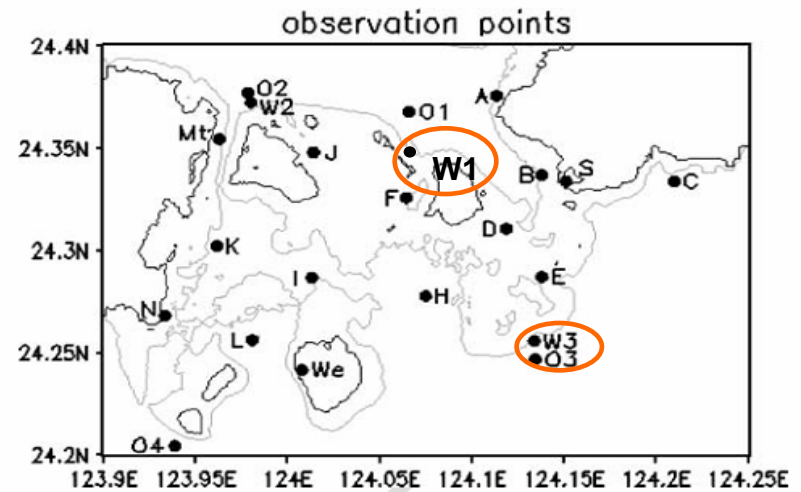 observation points
24.4N
O2
W2
O1
A
Mt
24.35N
J
W1
B
S
C
F
D
K
24.3N
I
E
H
N
L
W3
24.25N
O3
We
O4
24.2N
123.9E 123.95E 124E 124.05E 124.1E 124.15E 124.2E 124.25E